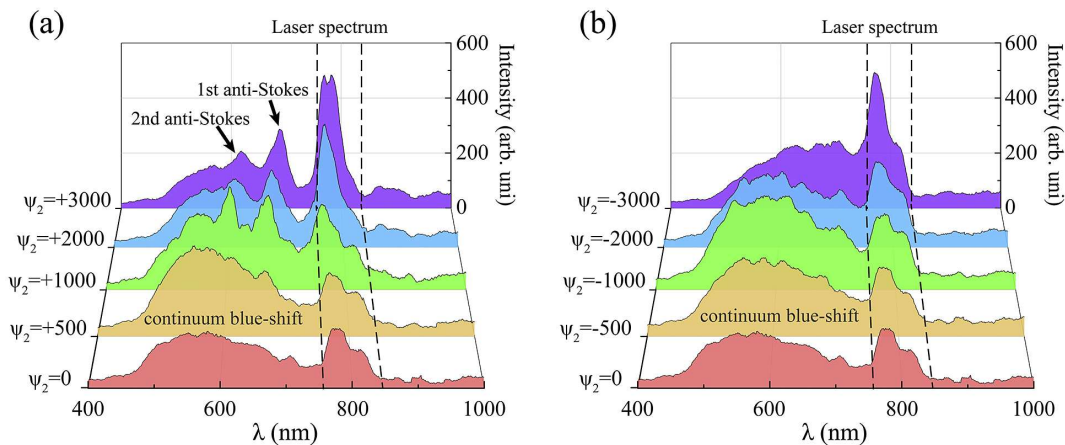 (a)
Laser spectrum
600
400
200
0
Intensity (arb. uni)
1st anti-Stokes
2nd anti-Stokes
ψ₂=+3000
ψ₂=+2000
ψ₂=+1000
ψ₂=+500
ψ₂=0
continuum blue-shift
400
600
800
1000
λ (nm)
(b)
Laser spectrum
600
400
200
0
Intensity (arb. uni)
ψ₂=-3000
ψ₂=-2000
ψ₂=-1000
ψ₂=-500
ψ₂=0
continuum blue-shift
400
600
800
1000
λ (nm)